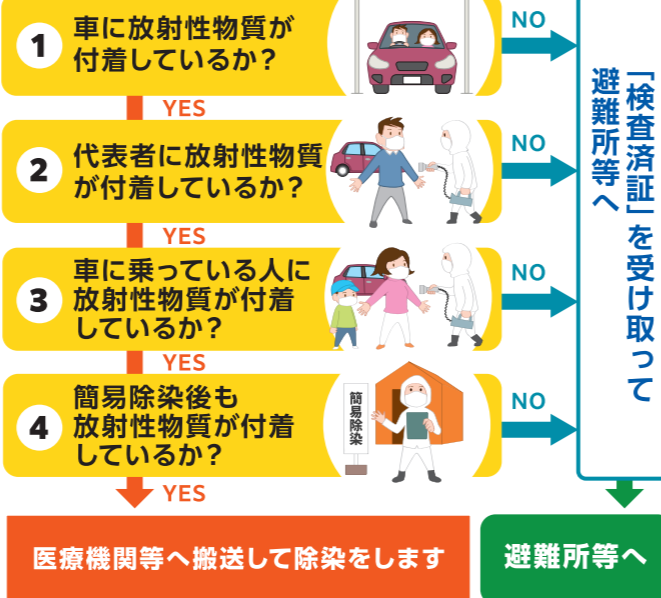 1
車に放射性物質が
付着しているか？
NO
YES
2
代表者に放射性物質
が付着しているか？
NO
YES
3
車に乗っている人に
放射性物質が付着
しているか？
NO
YES
4
簡易除染後も
放射性物質が付着
しているか？
簡易除染
NO
YES
「検査済証」を受け取って
避難所等へ
医療機関等へ搬送して除染をします
避難所等へ